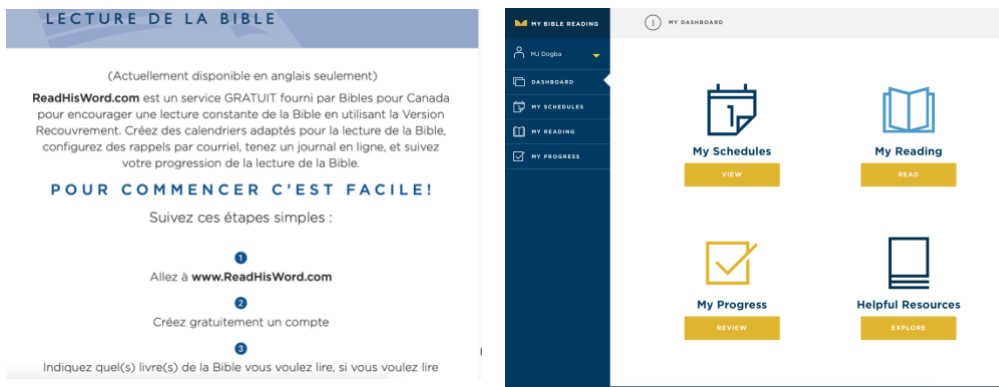 LECTURE DE LA BIBLE
(Actuellement disponible en anglais seulement)
ReadHisWord.com est un service GRATUIT fourni par Bibles pour Canada
pour encourager une lecture constante de la Bible en utilisant la Version
Recouvrement. Créez des calendriers adaptés pour la lecture de la Bible,
configurez des rappels par courriel, tenez un journal en ligne, et suivez
votre progression de la lecture de la Bible.
POUR COMMENCER C'EST FACILE!
Suivez ces étapes simples :
1
Allez à www.ReadHisWord.com
2
Créez gratuitement un compte
3
Indiquez quel(s) livre(s) de la Bible vous voulez lire, si vous voulez lire
MY BIBLE READING
MJ Dogba
DASHBOARD
MY SCHEDULES
MY READING
MY PROGRESS
MY DASHBOARD
1
My Schedules
VIEW
My Reading
READ
My Progress
REVIEW
Helpful Resources
EXPLORE